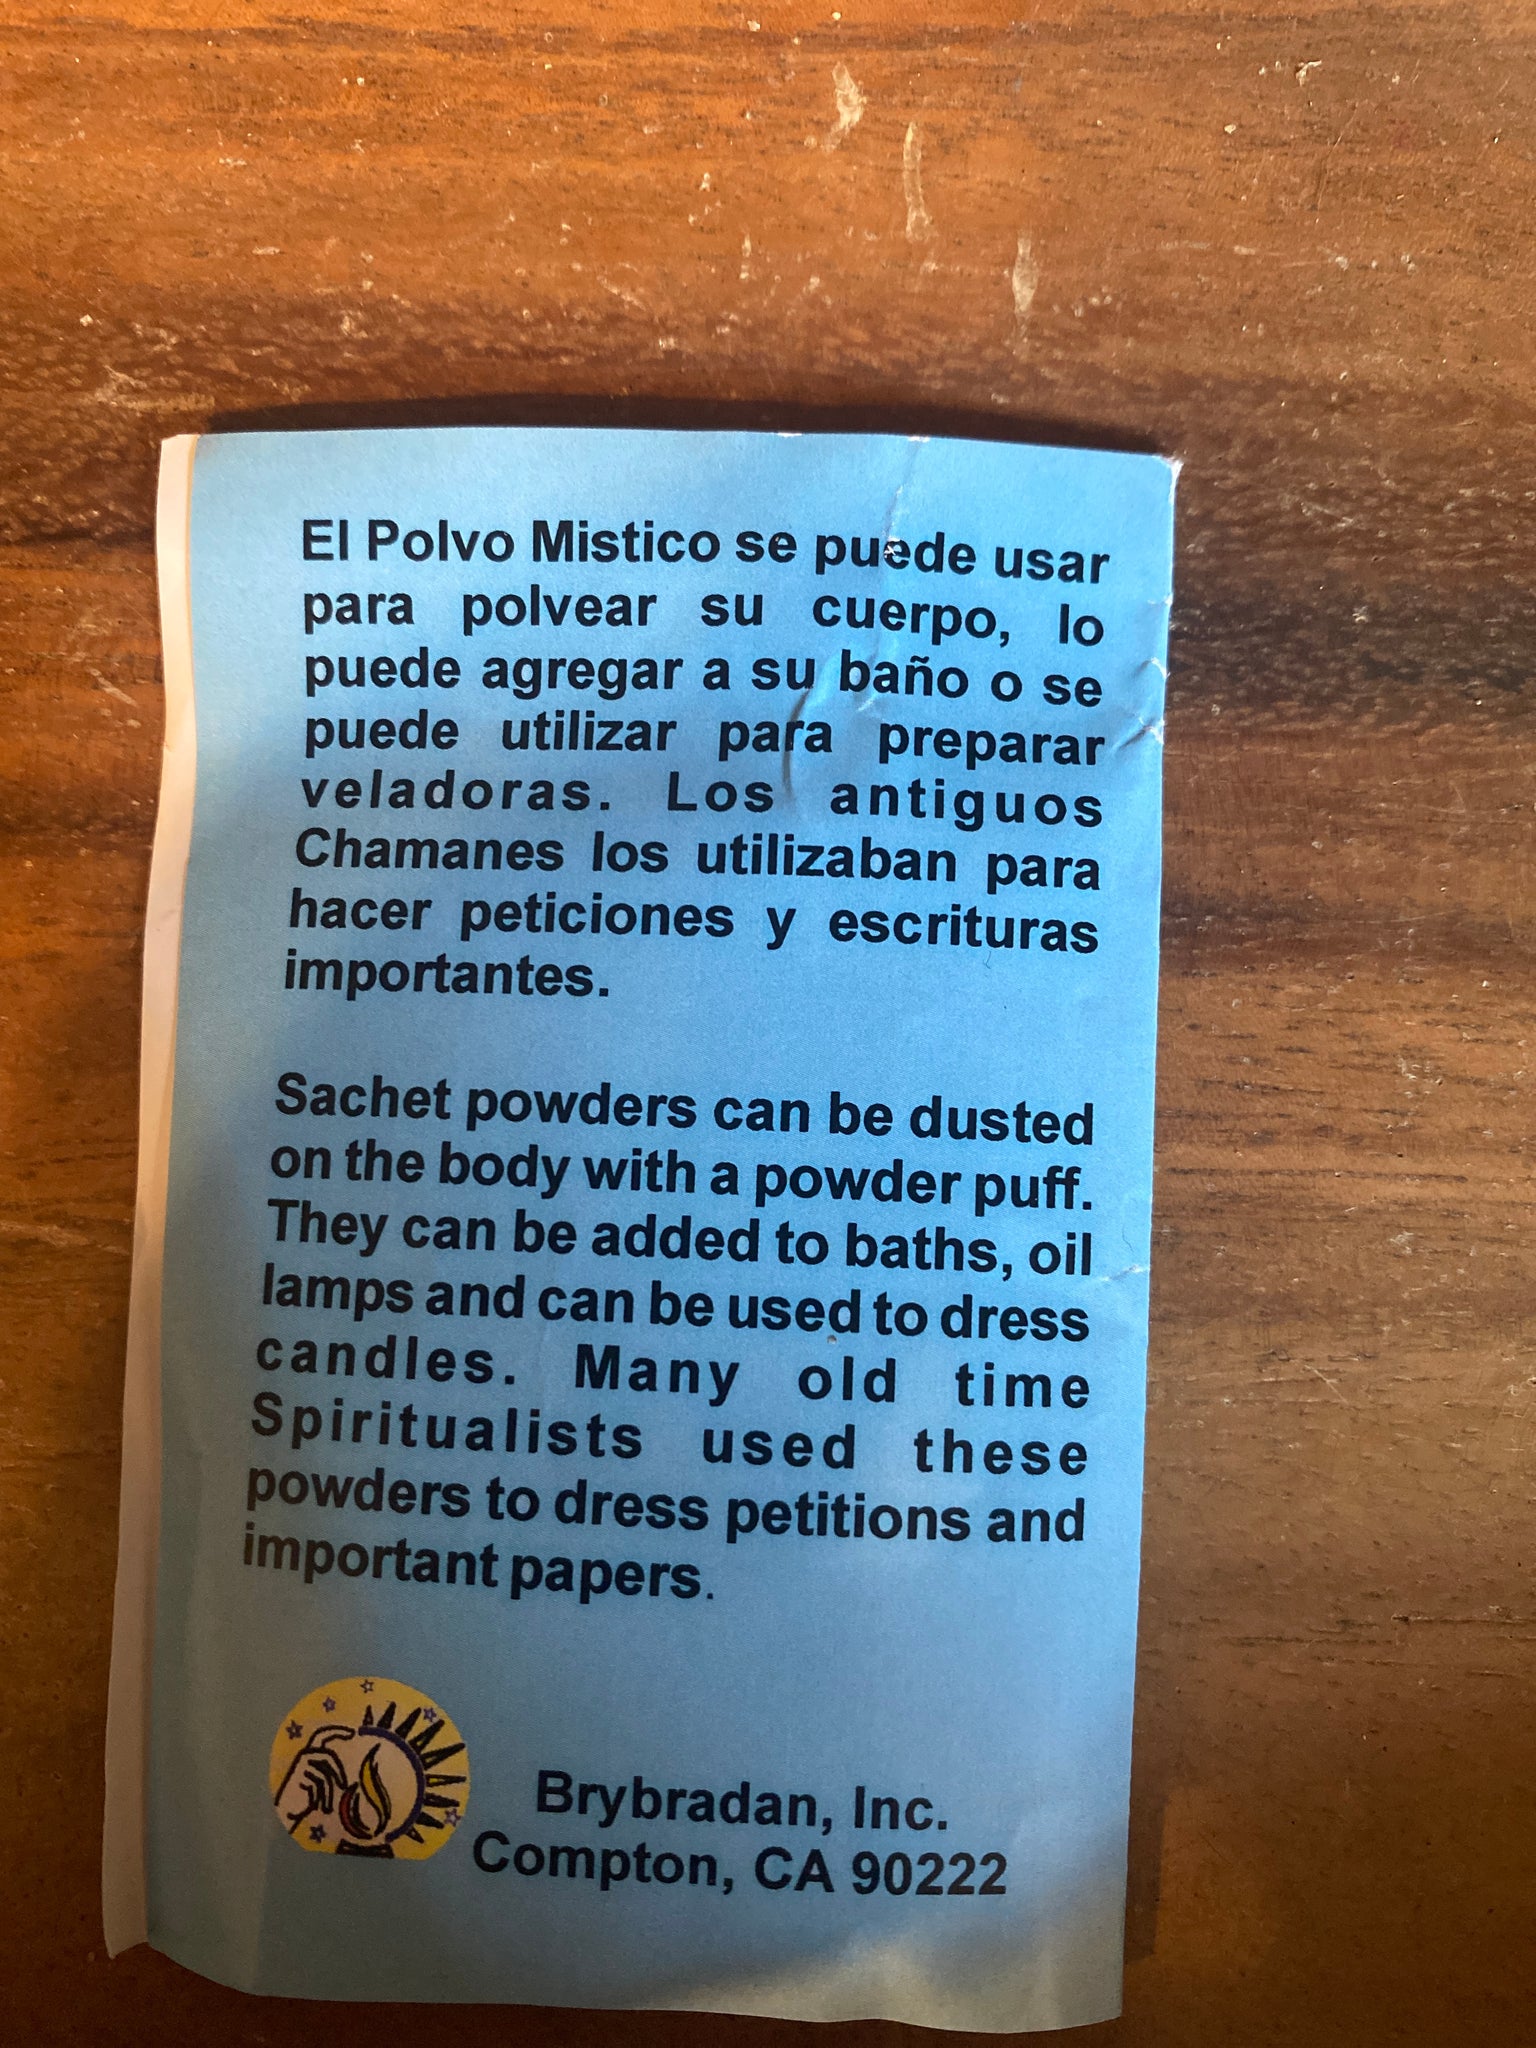 El Polvo Mistico se puede usar
para polvear su cuerpo, lo
puede agregar a su baño o se
puede utilizar para preparar
veladoras. Los antiguos
Chamanes los utilizaban para
hacer peticiones y escrituras
importantes.
Sachet powders can be dusted
on the body with a powder puff.
They can be added to baths, oil
lamps and can be used to dress
candles. Many old time
Spiritualists used these
powders to dress petitions and
important papers.
Brybradan, Inc.
Compton, CA 90222